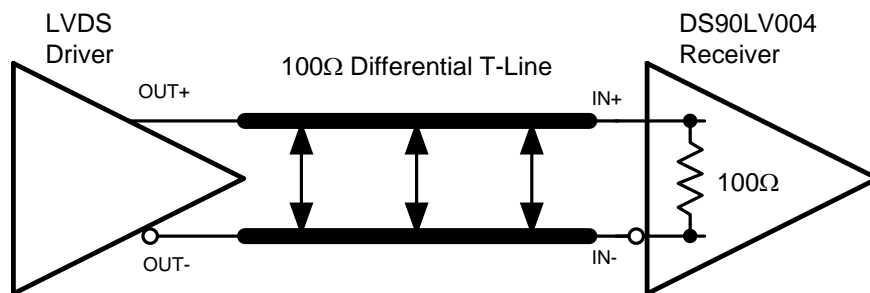 LVDS
Driver
100Ω Differential T-Line
DS90LV004
Receiver
OUT+
IN+
100Ω
OUT-
IN-